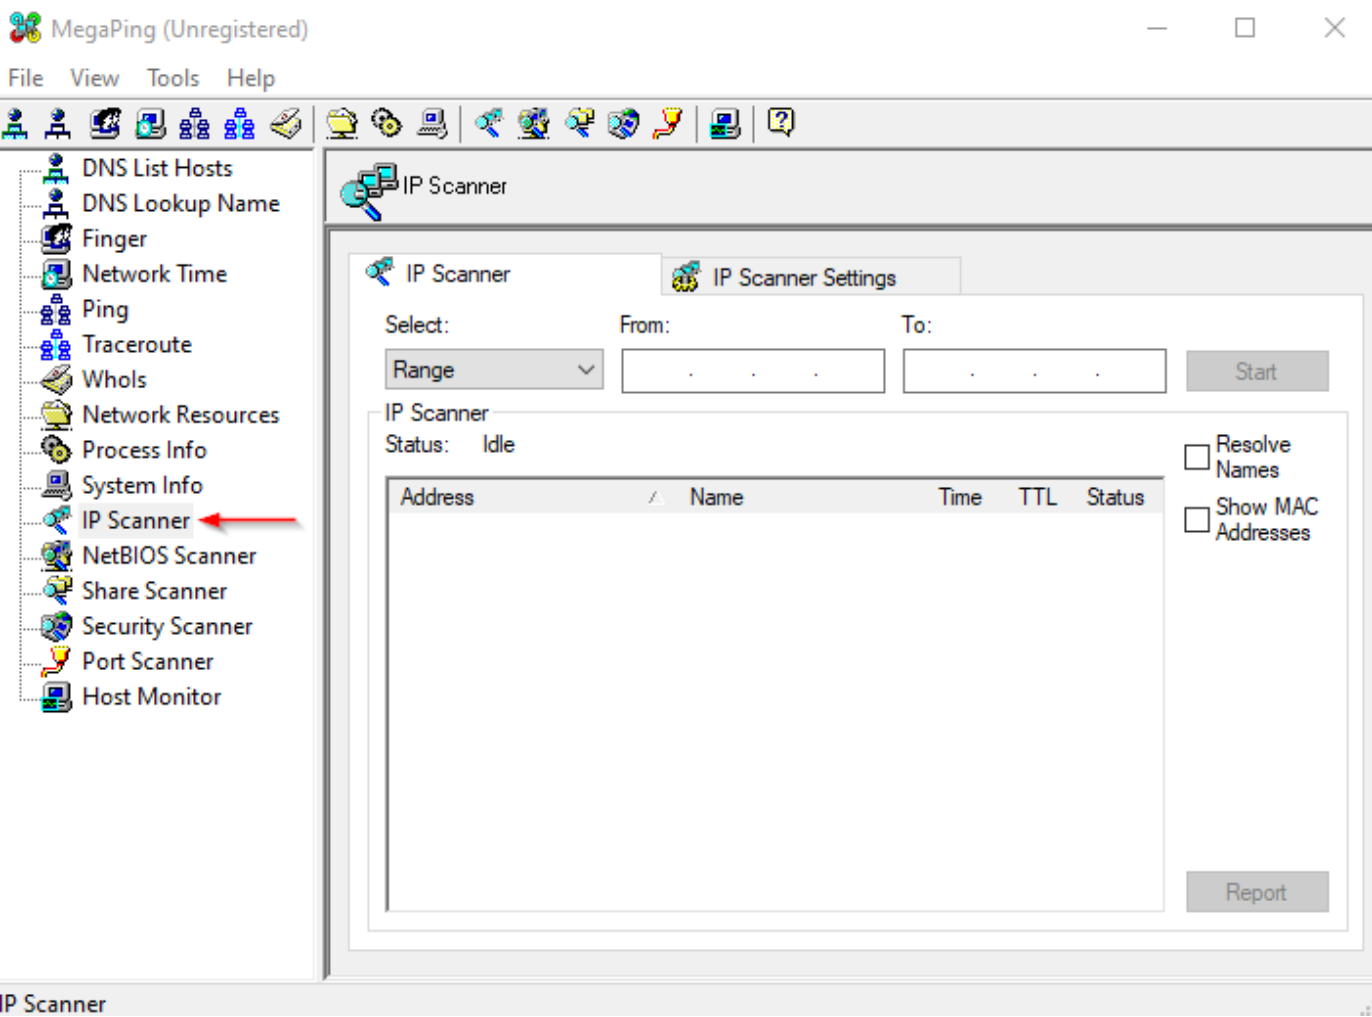 MegaPing (Unregistered)
File View Tools Help
DNS List Hosts
DNS Lookup Name
Finger
Network Time
Ping
Traceroute
WhoIs
Network Resources
Process Info
System Info
IP Scanner
NetBIOS Scanner
Share Scanner
Security Scanner
Port Scanner
Host Monitor
IP Scanner
IP Scanner IP Scanner Settings
Select: From: To:
Range . . . . . . Start
IP Scanner
Status: Idle
Resolve
Names
Show MAC
Addresses
Address Name Time TTL Status
Report
IP Scanner